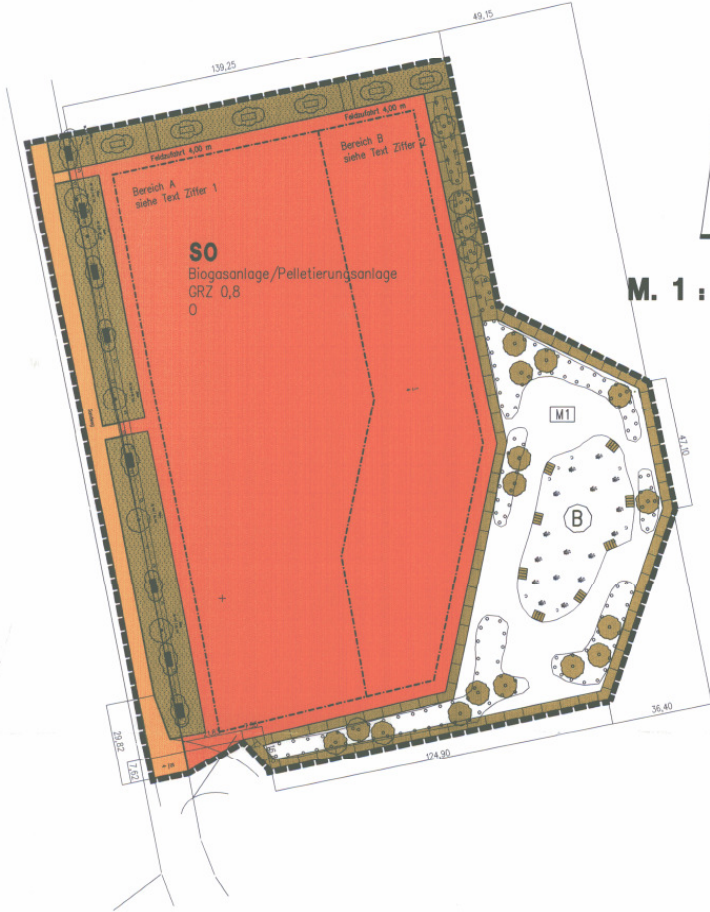 49,15
139,25
Feldzufahrt 4,00 m
Feldzufahrt 4,00 m
Bereich A
siehe Text Ziffer 1
Bereich B
siehe Text Ziffer 2
SO
Biogasanlage/Pelletierungsanlage
GRZ 0,8
O
M. 1 :
M1
47,10
B
29,82
7,62
124,90
36,40